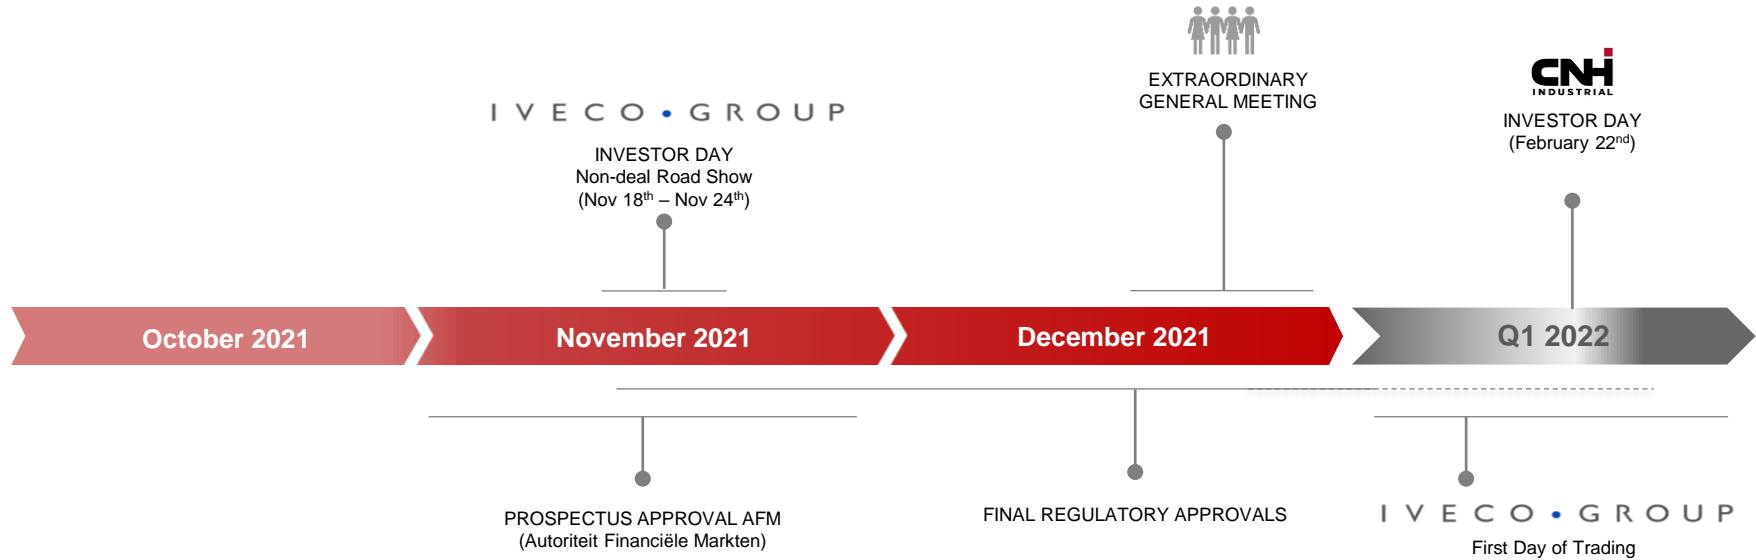 EXTRAORDINARY
GENERAL MEETING
CNH
INDUSTRIAL
INVESTOR DAY
(February 22nd)
IVECO • GROUP
INVESTOR DAY
Non-deal Road Show
(Nov 18th – Nov 24th)
October 2021
November 2021
December 2021
Q1 2022
PROSPECTUS APPROVAL AFM
(Autoriteit Financiële Markten)
FINAL REGULATORY APPROVALS
IVECO • GROUP
First Day of Trading